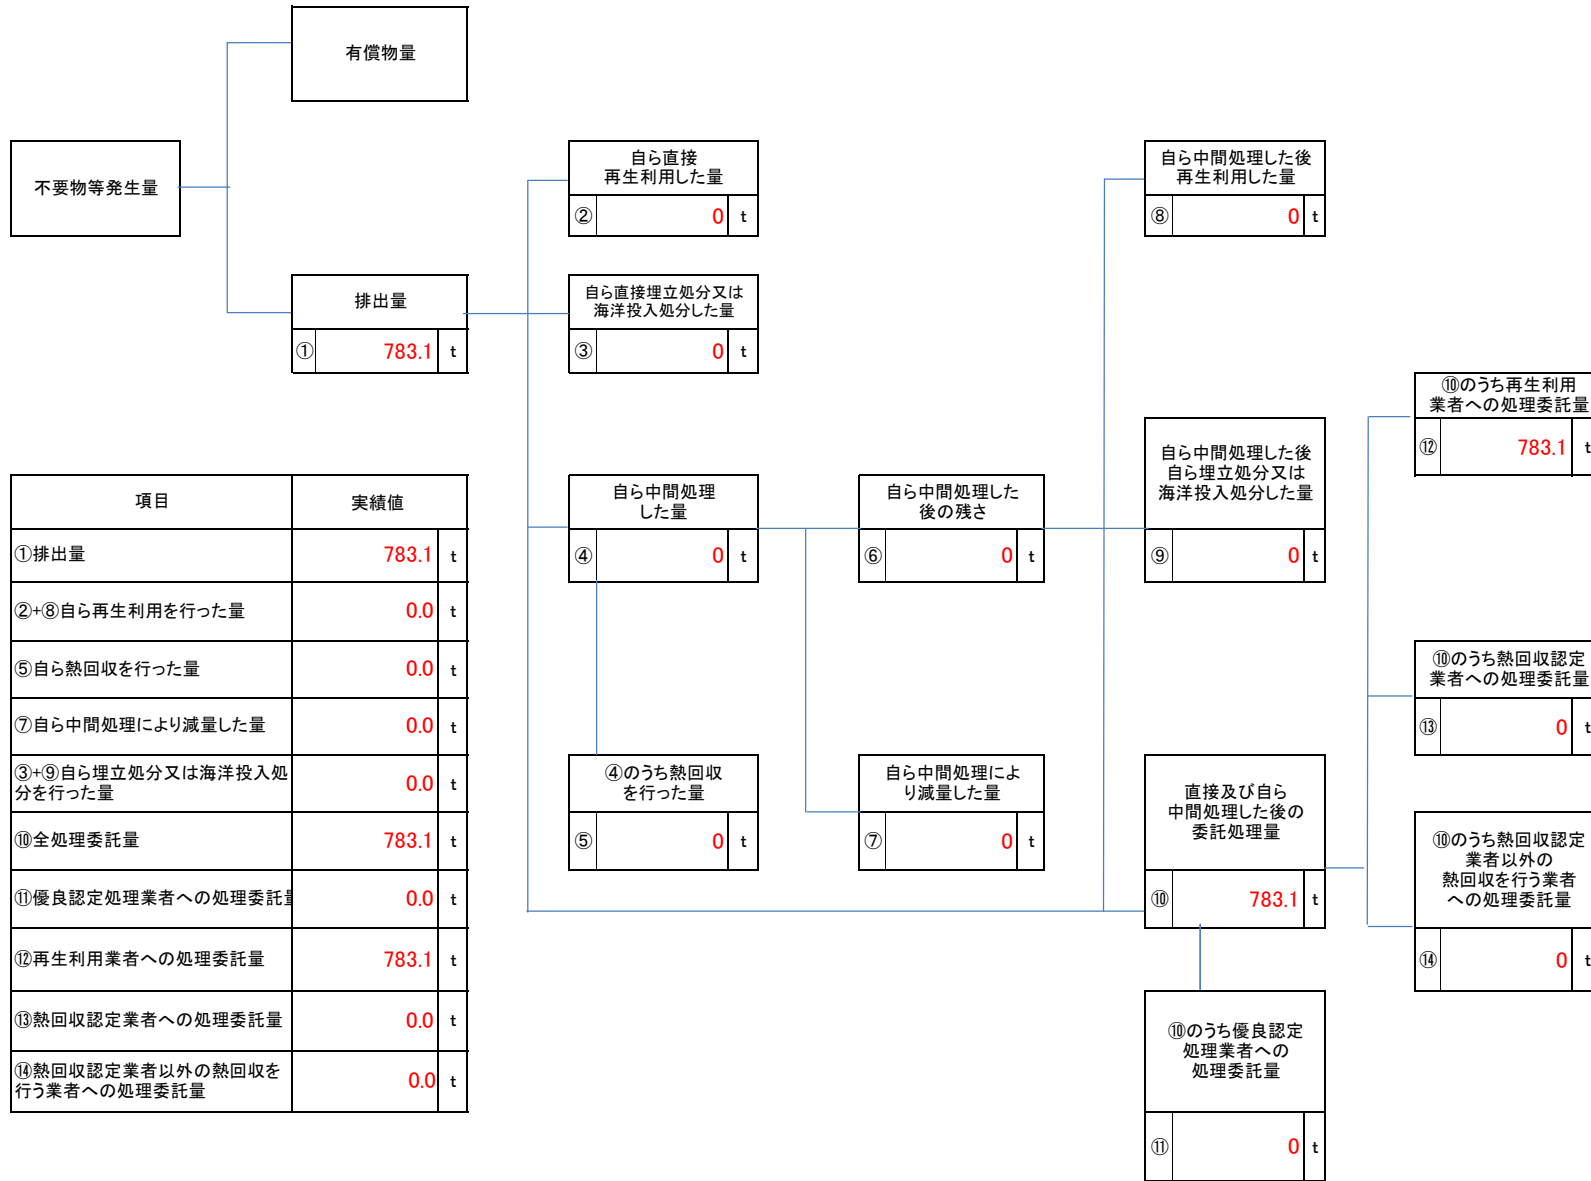 有償物量
不要物等発生量
排出量
① 783.1 t
自ら直接
再生利用した量
② 0 t
自ら直接埋立処分又は
海洋投入処分した量
③ 0 t
自ら中間処理
した量
④ 0 t
④のうち熱回収
を行った量
⑤ 0 t
自ら中間処理した
後の残さ
⑥ 0 t
自ら中間処理によ
り減量した量
⑦ 0 t
自ら中間処理した後
再生利用した量
⑧ 0 t
自ら中間処理した後
自ら埋立処分又は
海洋投入処分した量
⑨ 0 t
直接及び自ら
中間処理した後の
委託処理量
⑩ 783.1 t
⑩のうち優良認定
処理業者への
処理委託量
⑪ 0 t
⑩のうち再生利用
業者への処理委託量
⑫ 783.1 t
⑩のうち熱回収認定
業者への処理委託量
⑬ 0 t
⑩のうち熱回収認定
業者以外の
熱回収を行う業者
への処理委託量
⑭ 0 t
項目 実績値
①排出量 783.1 t
②+⑧自ら再生利用を行った量 0.0 t
⑤自ら熱回収を行った量 0.0 t
⑦自ら中間処理により減量した量 0.0 t
③+⑨自ら埋立処分又は海洋投入処
分を行った量 0.0 t
⑩全処理委託量 783.1 t
⑪優良認定処理業者への処理委託量 0.0 t
⑫再生利用業者への処理委託量 783.1 t
⑬熱回収認定業者への処理委託量 0.0 t
⑭熱回収認定業者以外の熱回収を
行う業者への処理委託量 0.0 t